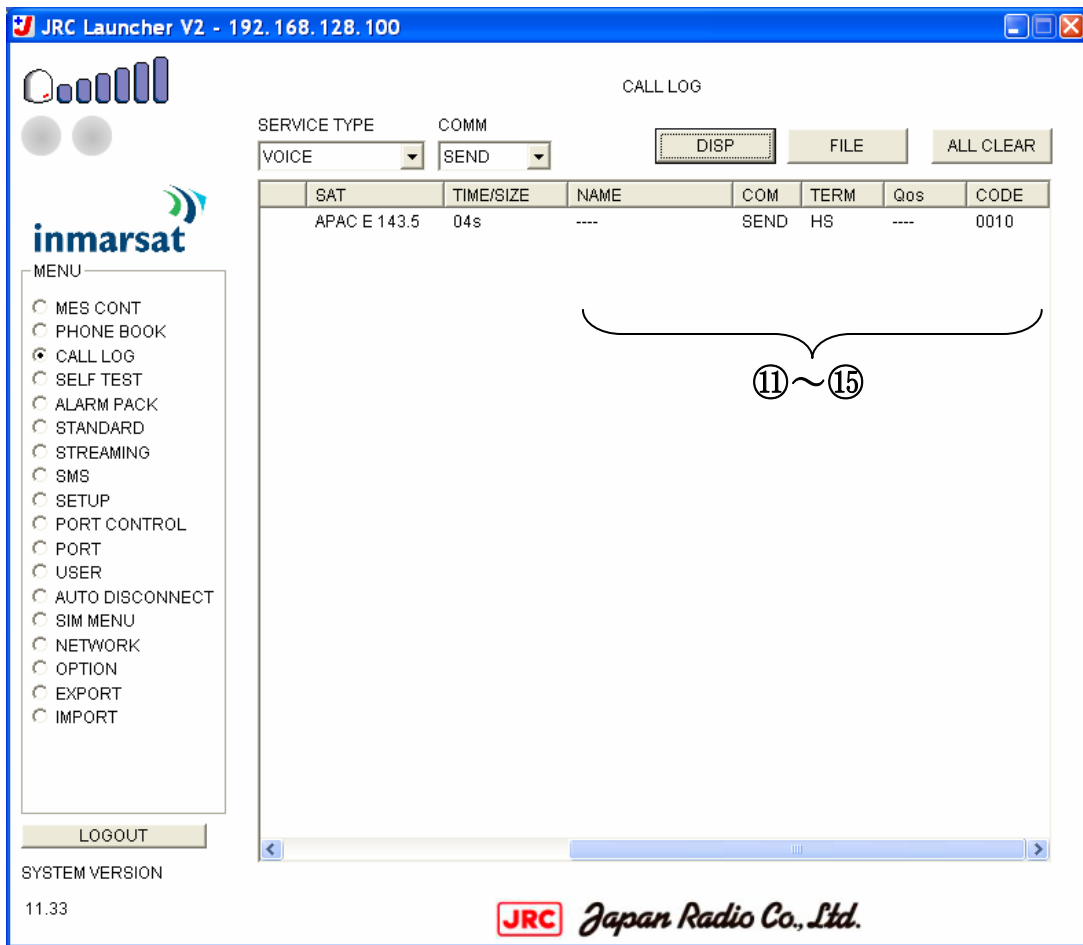 JRC Launcher V2 - 192.168.128.100
CALL LOG
SERVICE TYPE COMM
VOICE SEND DISP FILE ALL CLEAR
SAT TIME/SIZE NAME COM TERM Qos CODE
APAC E 143.5 04s ---- SEND HS ---- 0010
inmarsat
MENU
MES CONT
PHONE BOOK
CALL LOG
SELF TEST
ALARM PACK
STANDARD
STREAMING
SMS
SETUP
PORT CONTROL
PORT
USER
AUTO DISCONNECT
SIM MENU
NETWORK
OPTION
EXPORT
IMPORT
⑪~⑮
LOGOUT
SYSTEM VERSION
11.33
JRC Japan Radio Co., Ltd.